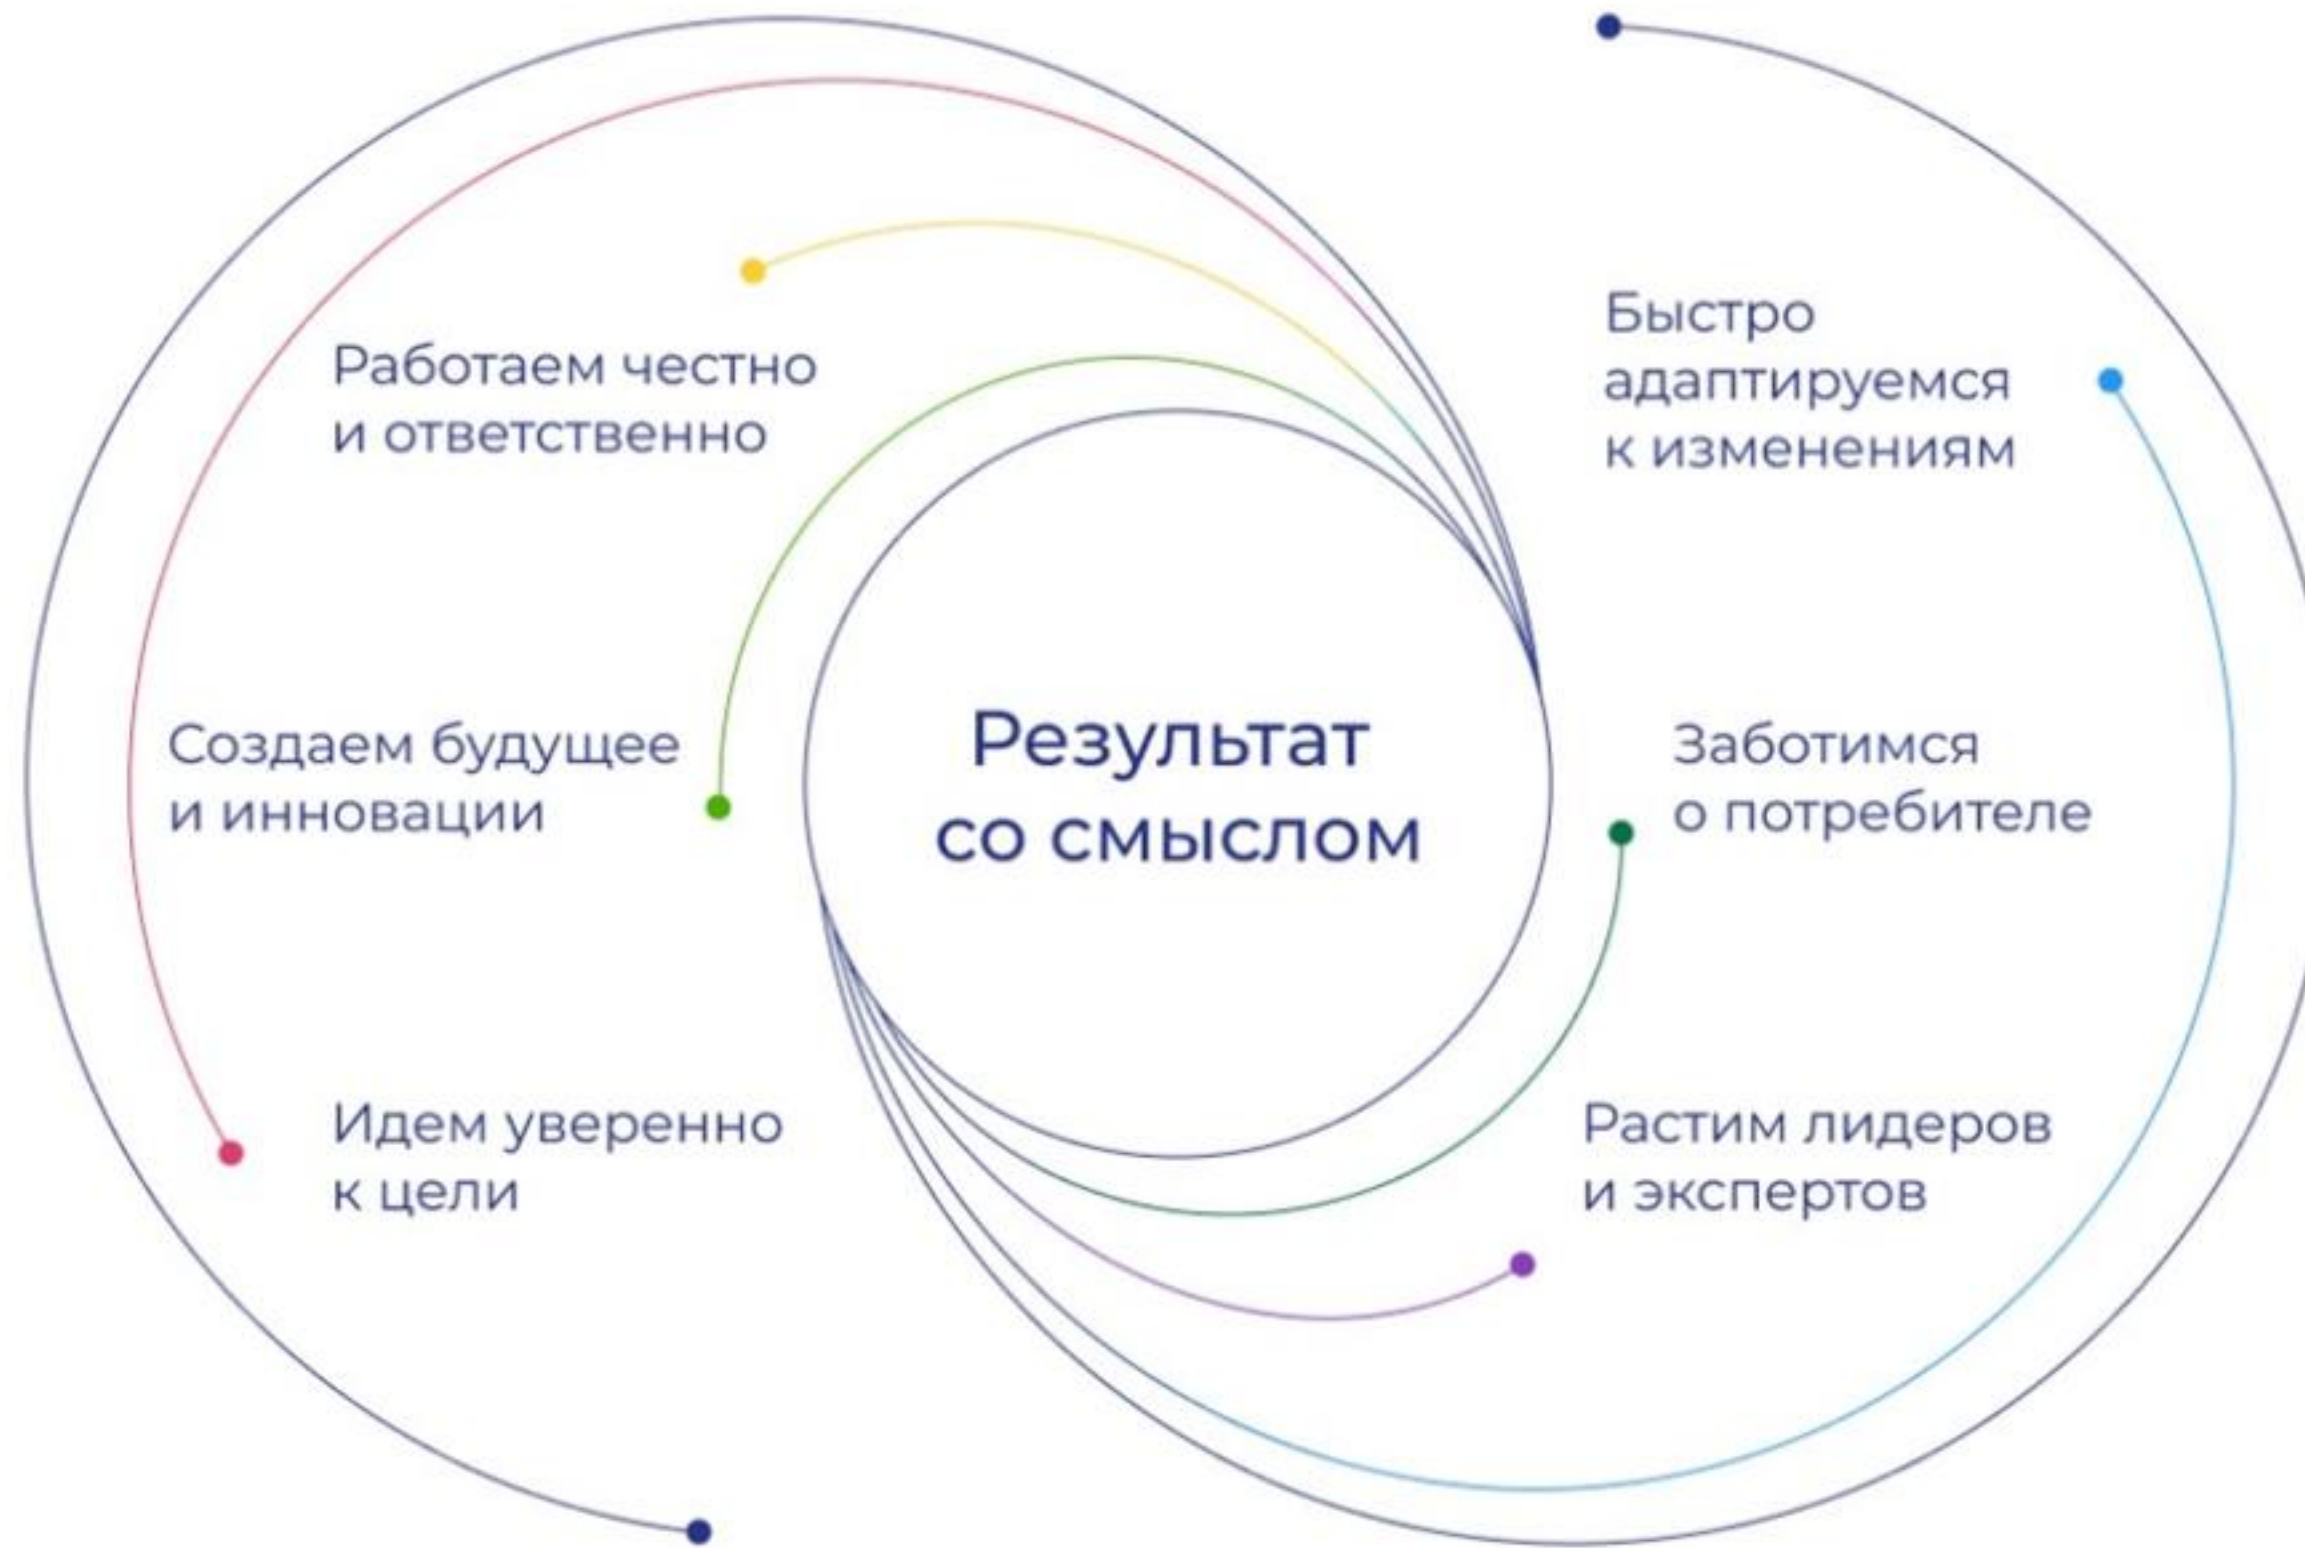 Работаем честно
и ответственно
Создаем будущее
и инновации
Идем уверенно
к цели
Результат
со смыслом
Быстро
адаптируемся
к изменениям
Заботимся
о потребителе
Растим лидеров
и экспертов